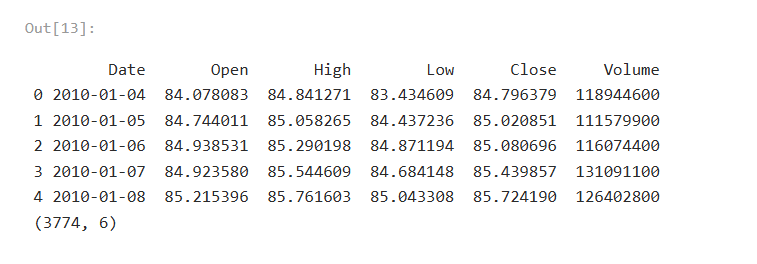 Out[13]:
Date Open High Low Close Volume
0 2010-01-04 84.078083 84.841271 83.434609 84.796379 118944600
1 2010-01-05 84.744011 85.058265 84.437236 85.020851 111579900
2 2010-01-06 84.938531 85.290198 84.871194 85.080696 116074400
3 2010-01-07 84.923580 85.544609 84.684148 85.439857 131091100
4 2010-01-08 85.215396 85.761603 85.043308 85.724190 126402800
(3774, 6)